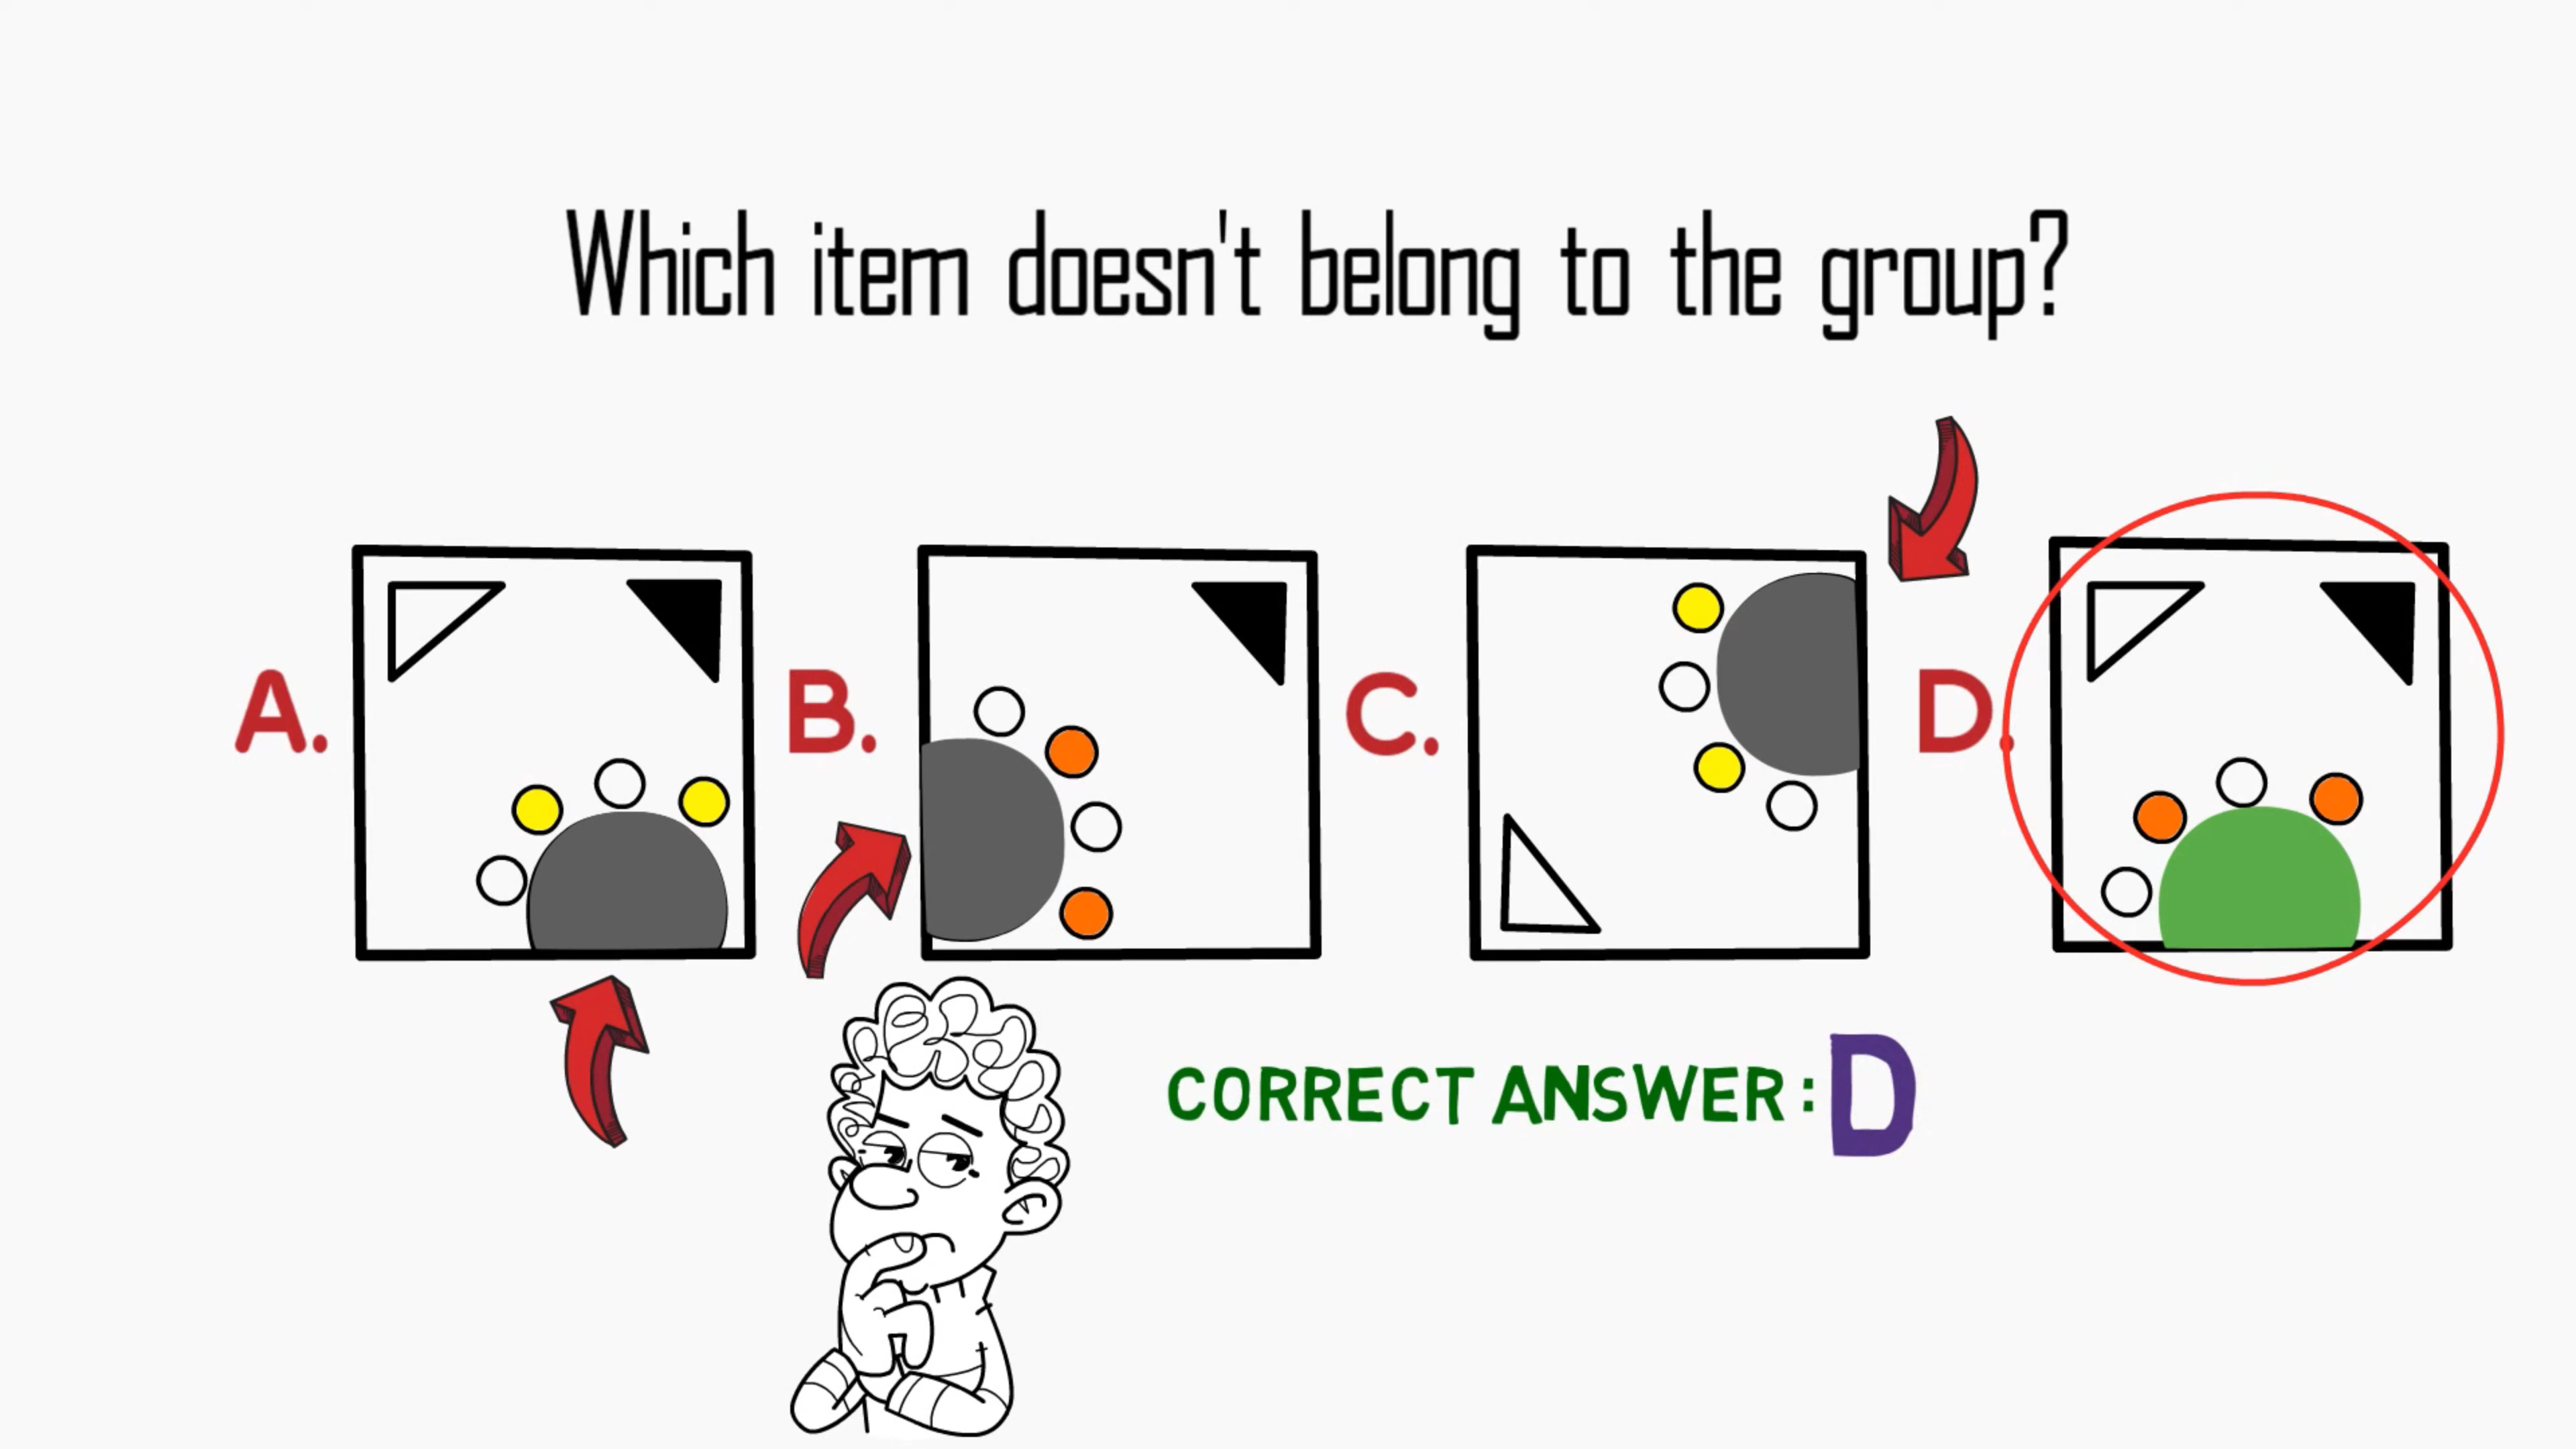 Which item doesn't belong to the group?
A. B. C. D.
CORRECT ANSWER: D